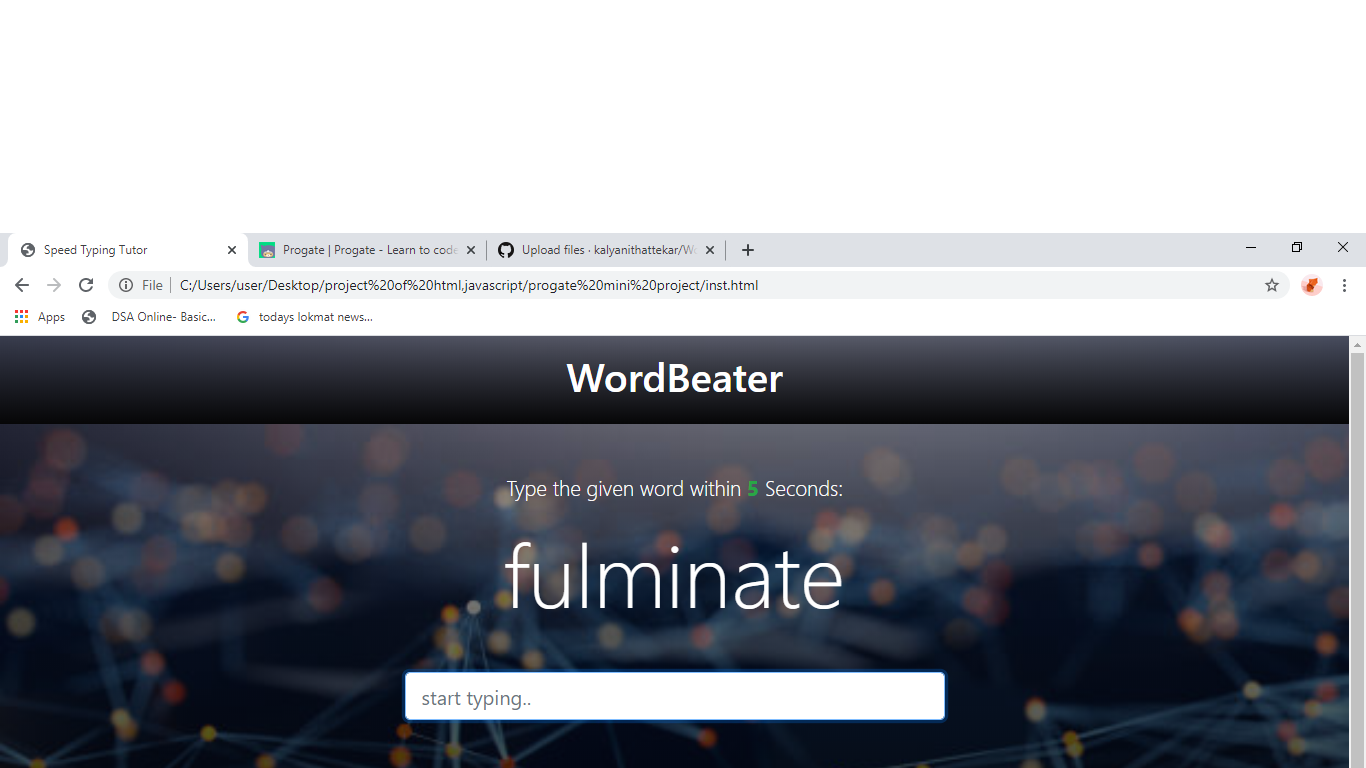 Speed Typing Tutor
Progate | Progate - Learn to code
Upload files · kalyanithattekar/Wo
File | C:/Users/user/Desktop/project%20of%20html,javascript/progate%20mini%20project/inst.html
Apps
DSA Online- Basic...
todays lokmat news...
WordBeater
Type the given word within 5 Seconds:
fulminate
start typing..